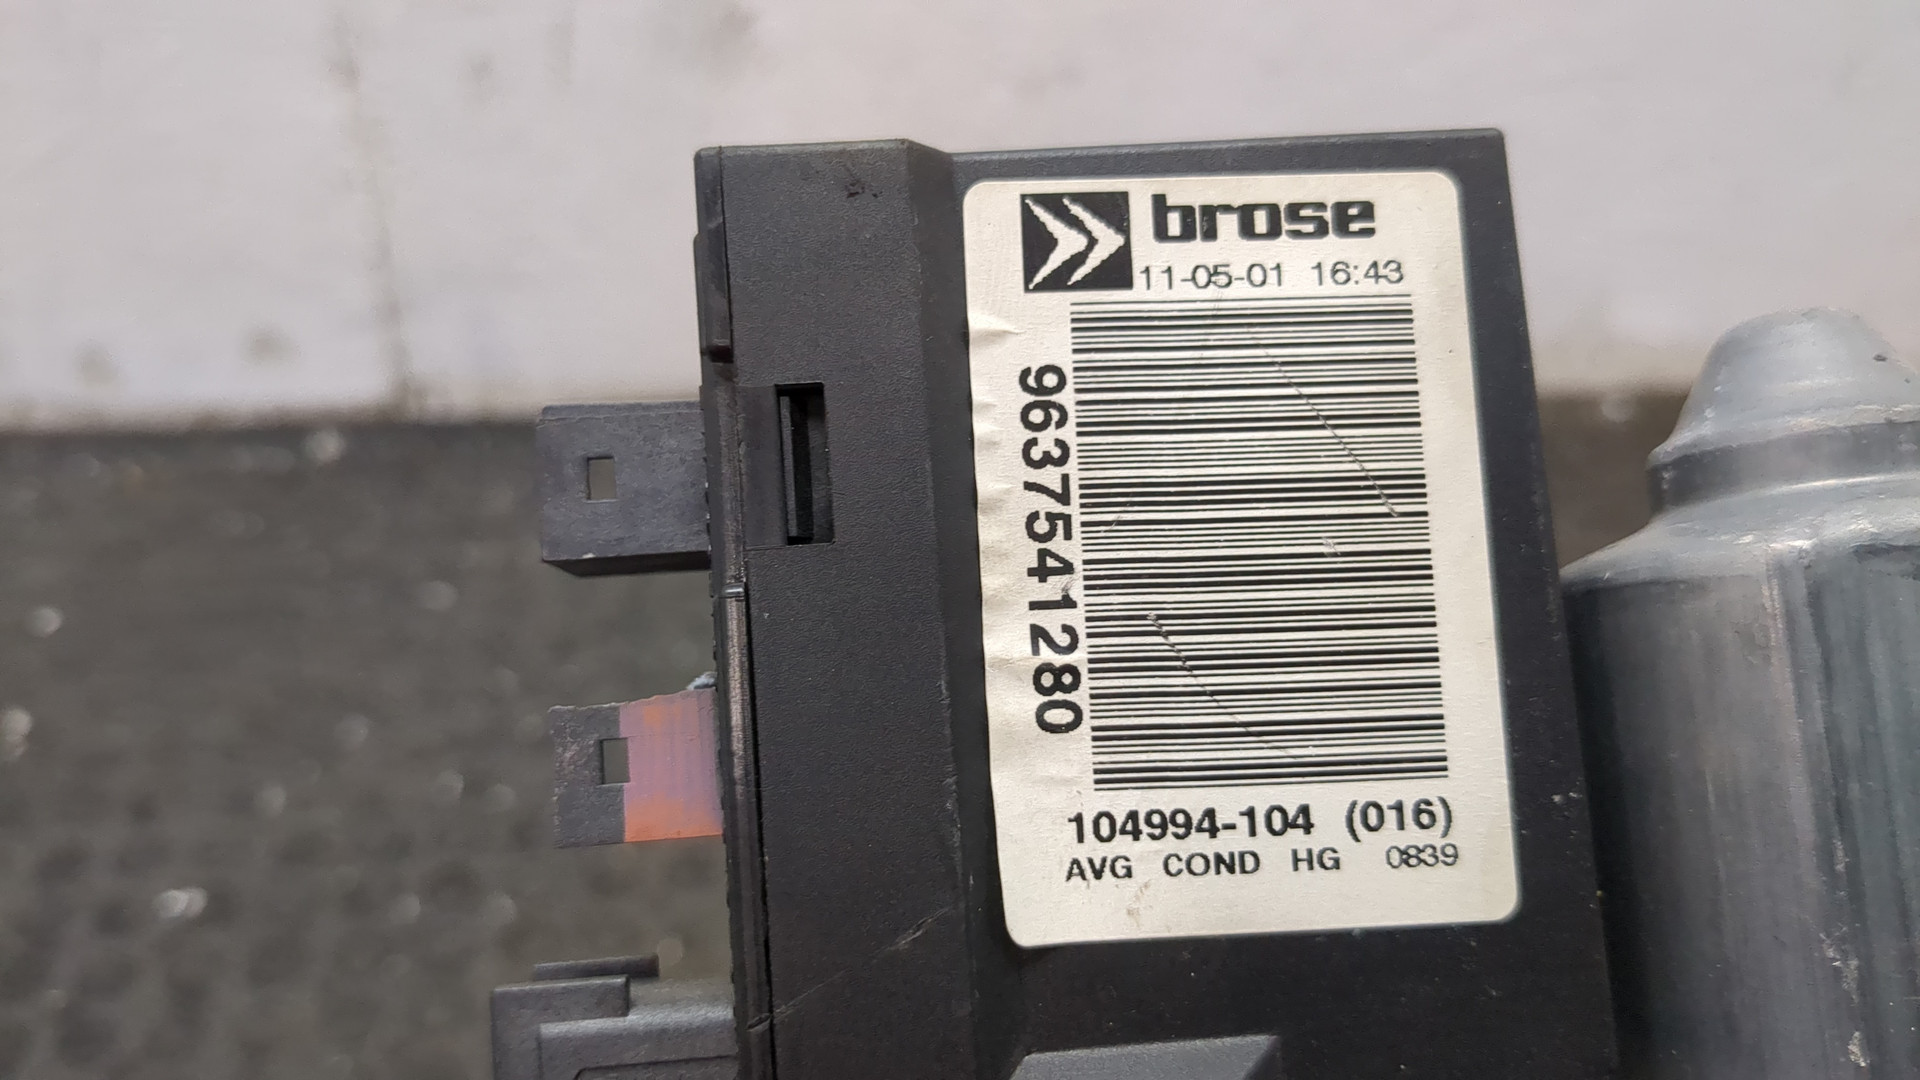 brose
11-05-01 16:43
9637541280
104994-104 (016)
AVG COND HG 0839